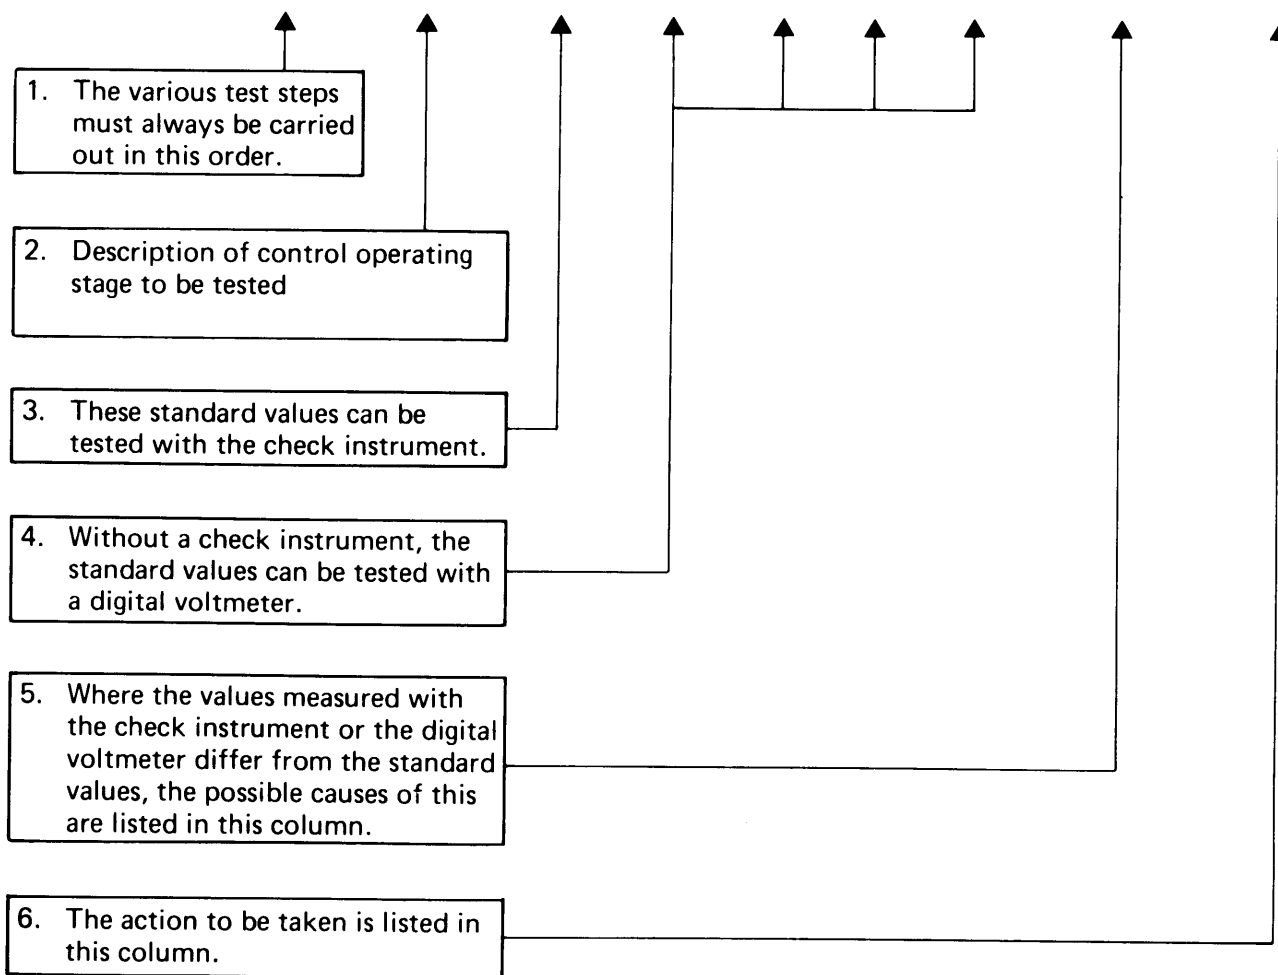 1. The various test steps
must always be carried
out in this order.
2. Description of control operating
stage to be tested
3. These standard values can be
tested with the check instrument.
4. Without a check instrument, the
standard values can be tested with
a digital voltmeter.
5. Where the values measured with
the check instrument or the digital
voltmeter differ from the standard
values, the possible causes of this
are listed in this column.
6. The action to be taken is listed in
this column.